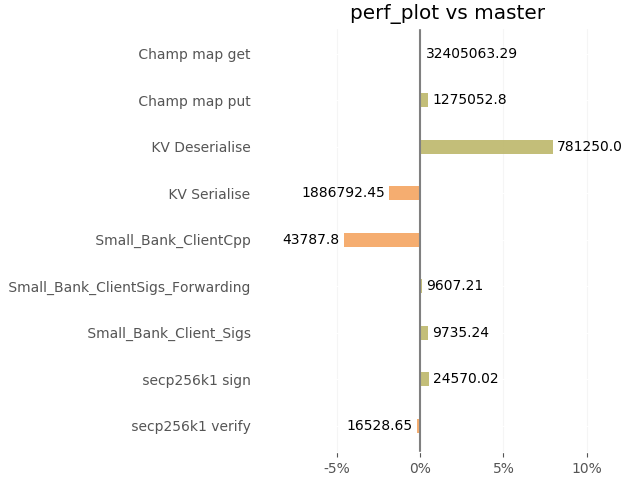 perf_plot vs master
Champ map get 32405063.29
Champ map put 1275052.8
KV Deserialise 781250.0
KV Serialise 1886792.45
Small_Bank_ClientCpp 43787.8
Small_Bank_ClientSigs_Forwarding 9607.21
Small_Bank_Client_Sigs 9735.24
secp256k1 sign 24570.02
secp256k1 verify 16528.65
-5% 0% 5% 10%